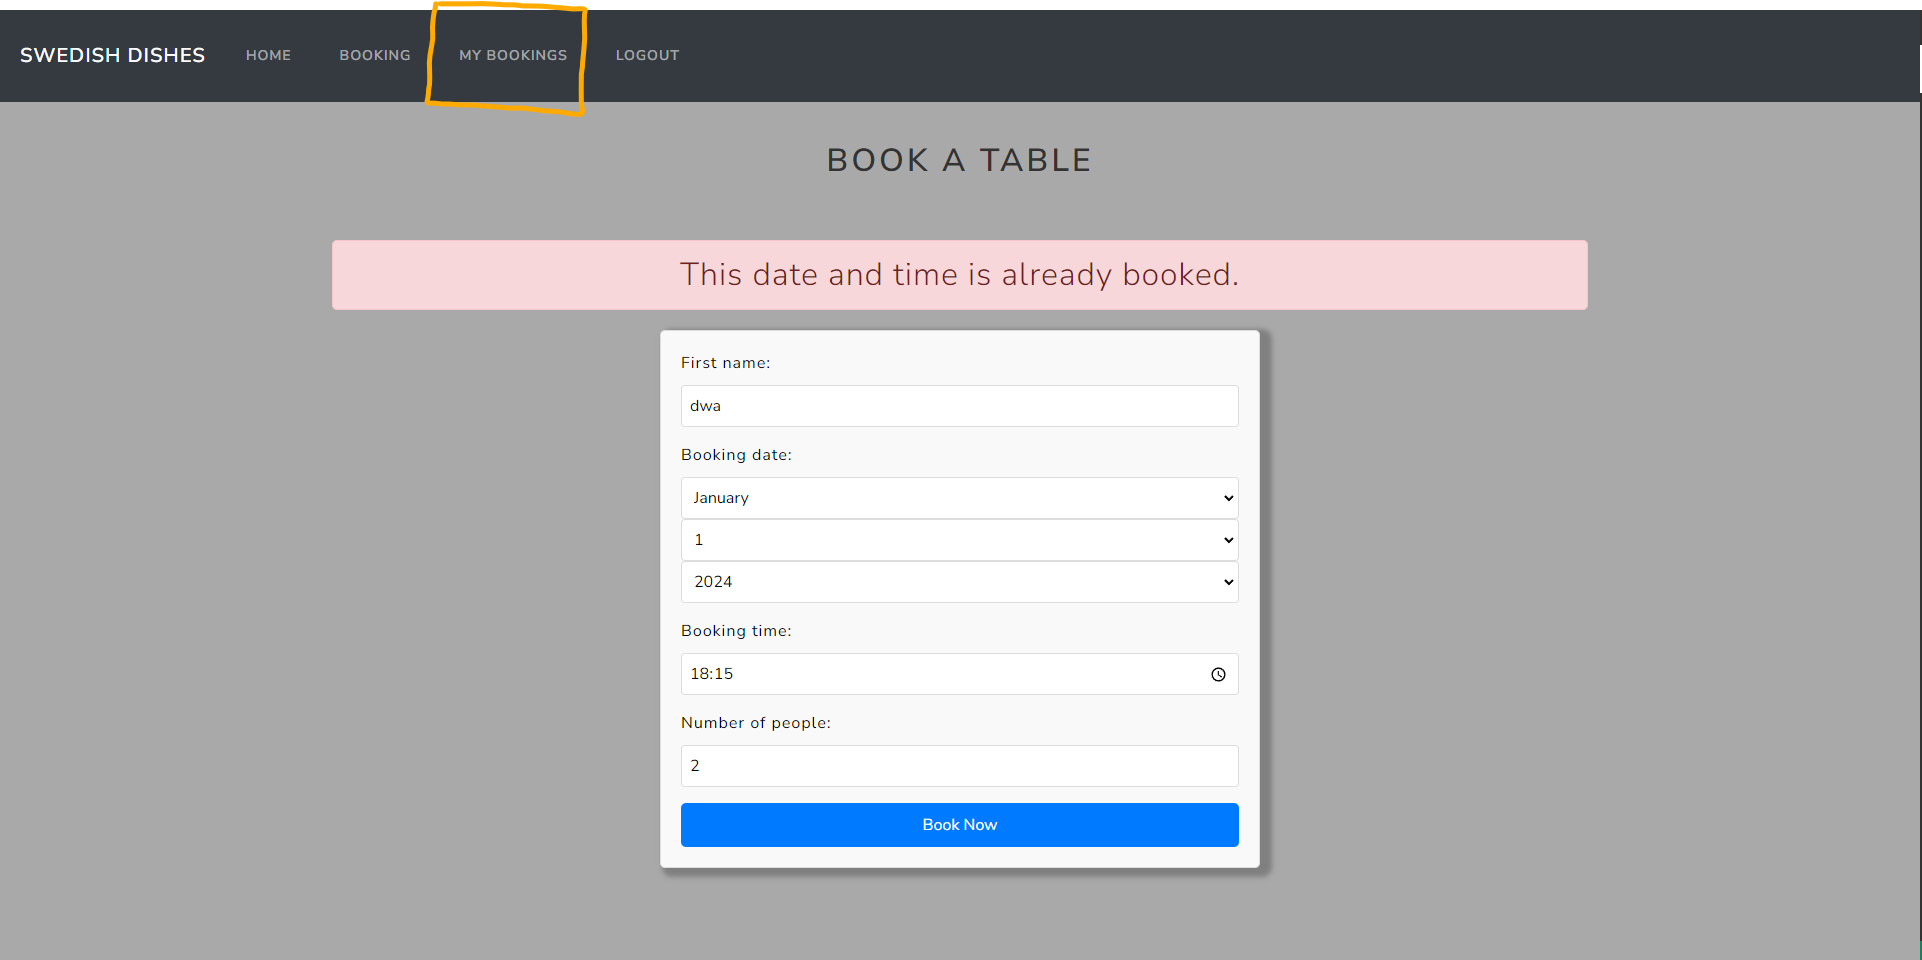 SWEDISH DISHES HOME BOOKING MY BOOKINGS LOGOUT
BOOK A TABLE
This date and time is already booked.
First name:
dwa
Booking date:
January
1
2024
Booking time:
18:15
Number of people:
2
Book Now